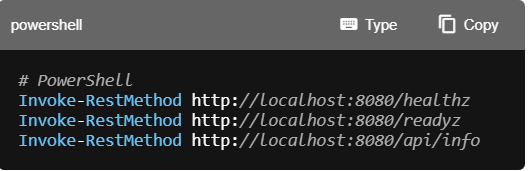 powershell
Type
Copy
# PowerShell
Invoke-RestMethod http://localhost:8080/healthz
Invoke-RestMethod http://localhost:8080/readyz
Invoke-RestMethod http://localhost:8080/api/info